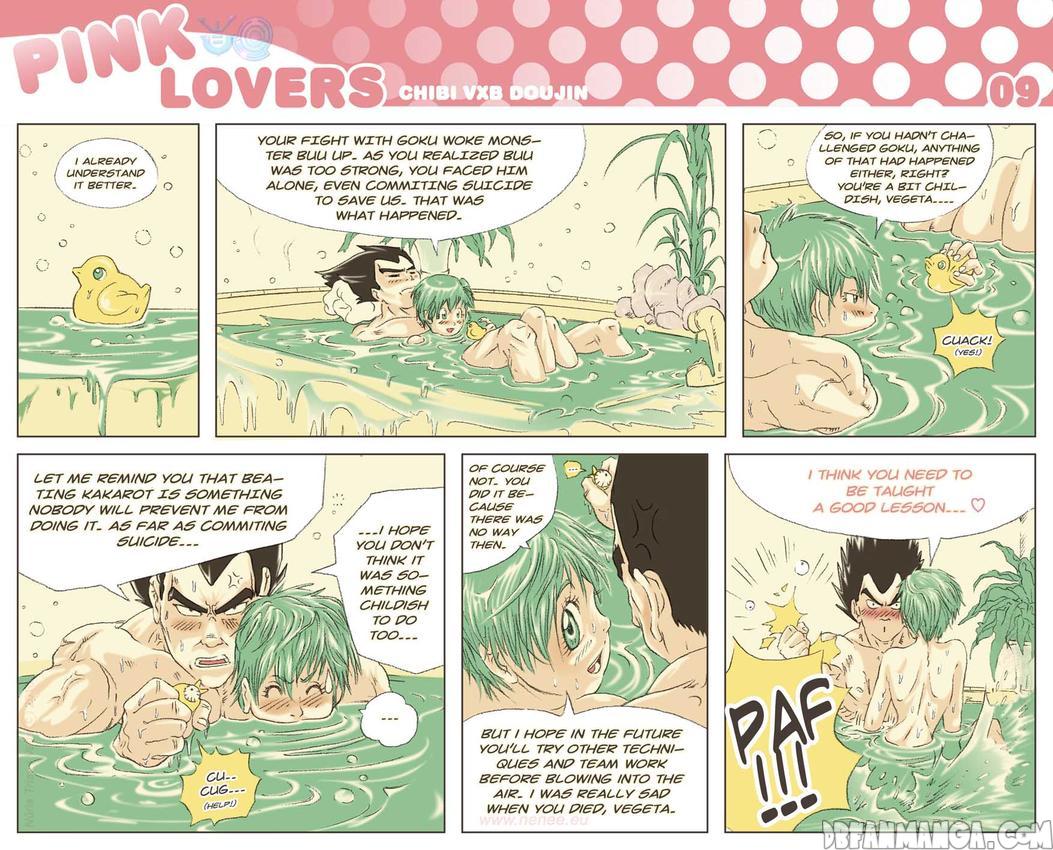 PINK
LOVERS
CHIBI VXB DOUJIN
09
I ALREADY
UNDERSTAND
IT BETTER..
YOUR FIGHT WITH GOKU WOKE MONS-
TER BUU UP.. AS YOU REALIZED BUU
WAS TOO STRONG, YOU FACED HIM
ALONE, EVEN COMMITING SUICIDE
TO SAVE US.. THAT WAS
WHAT HAPPENED..
SO, IF YOU HADN'T CHA-
LLENGED GOKU, ANYTHING
OF THAT HAD HAPPENED
EITHER, RIGHT?
YOU'RE A BIT CHIL-
DISH, VEGETA....
CUACK!
(YES!)
LET ME REMIND YOU THAT BEA-
TING KAKAROT IS SOMETHING
NOBODY WILL PREVENT ME FROM
DOING IT.. AS FAR AS COMMITING
SUICIDE...
...I HOPE
YOU DON'T
THINK IT
WAS SO-
METHING
CHILDISH
TO DO
TOO...
...
CU..
CUG...
(HELP!)
OF COURSE
NOT.. YOU
DID IT BE-
CAUSE
THERE WAS
NO WAY
THEN..
...
BUT I HOPE IN THE FUTURE
YOU'LL TRY OTHER TECHNI-
QUES AND TEAM WORK
BEFORE BLOWING INTO THE
AIR. I WAS REALLY SAD
WHEN YOU DIED, VEGETA..
www.nenee.eu
I THINK YOU NEED TO
BE TAUGHT
A GOOD LESSON... ♡
PAF
!!!...
DBFANMANGA.COM